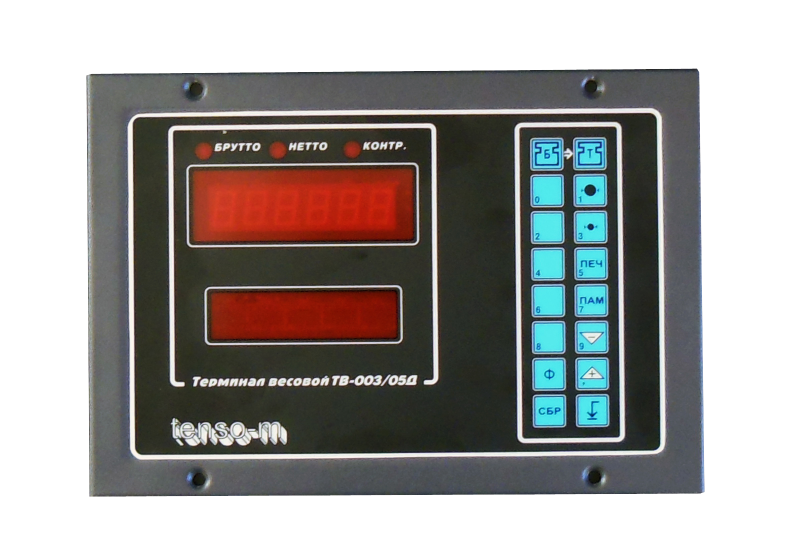 БРУТТО НЕТТО КОНТР.
Терминал весовой ТВ-003/05Д
tenso-m
Б Т
0 1
2 3
4 ПЕЧ 5
6 ПАМ 7
8 9
Ф
СБР